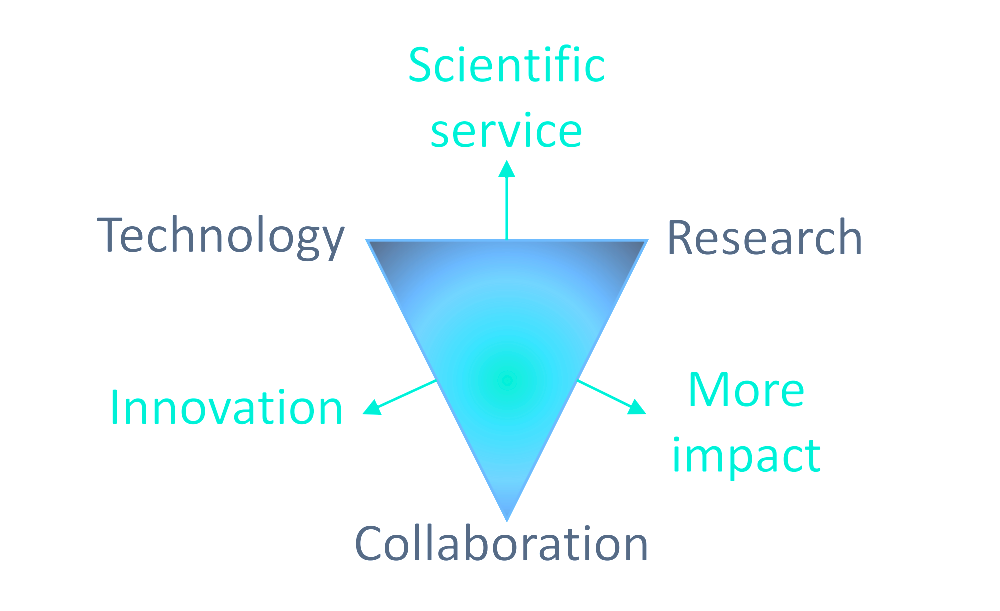 Scientific
service
Technology
Research
Innovation
More
impact
Collaboration